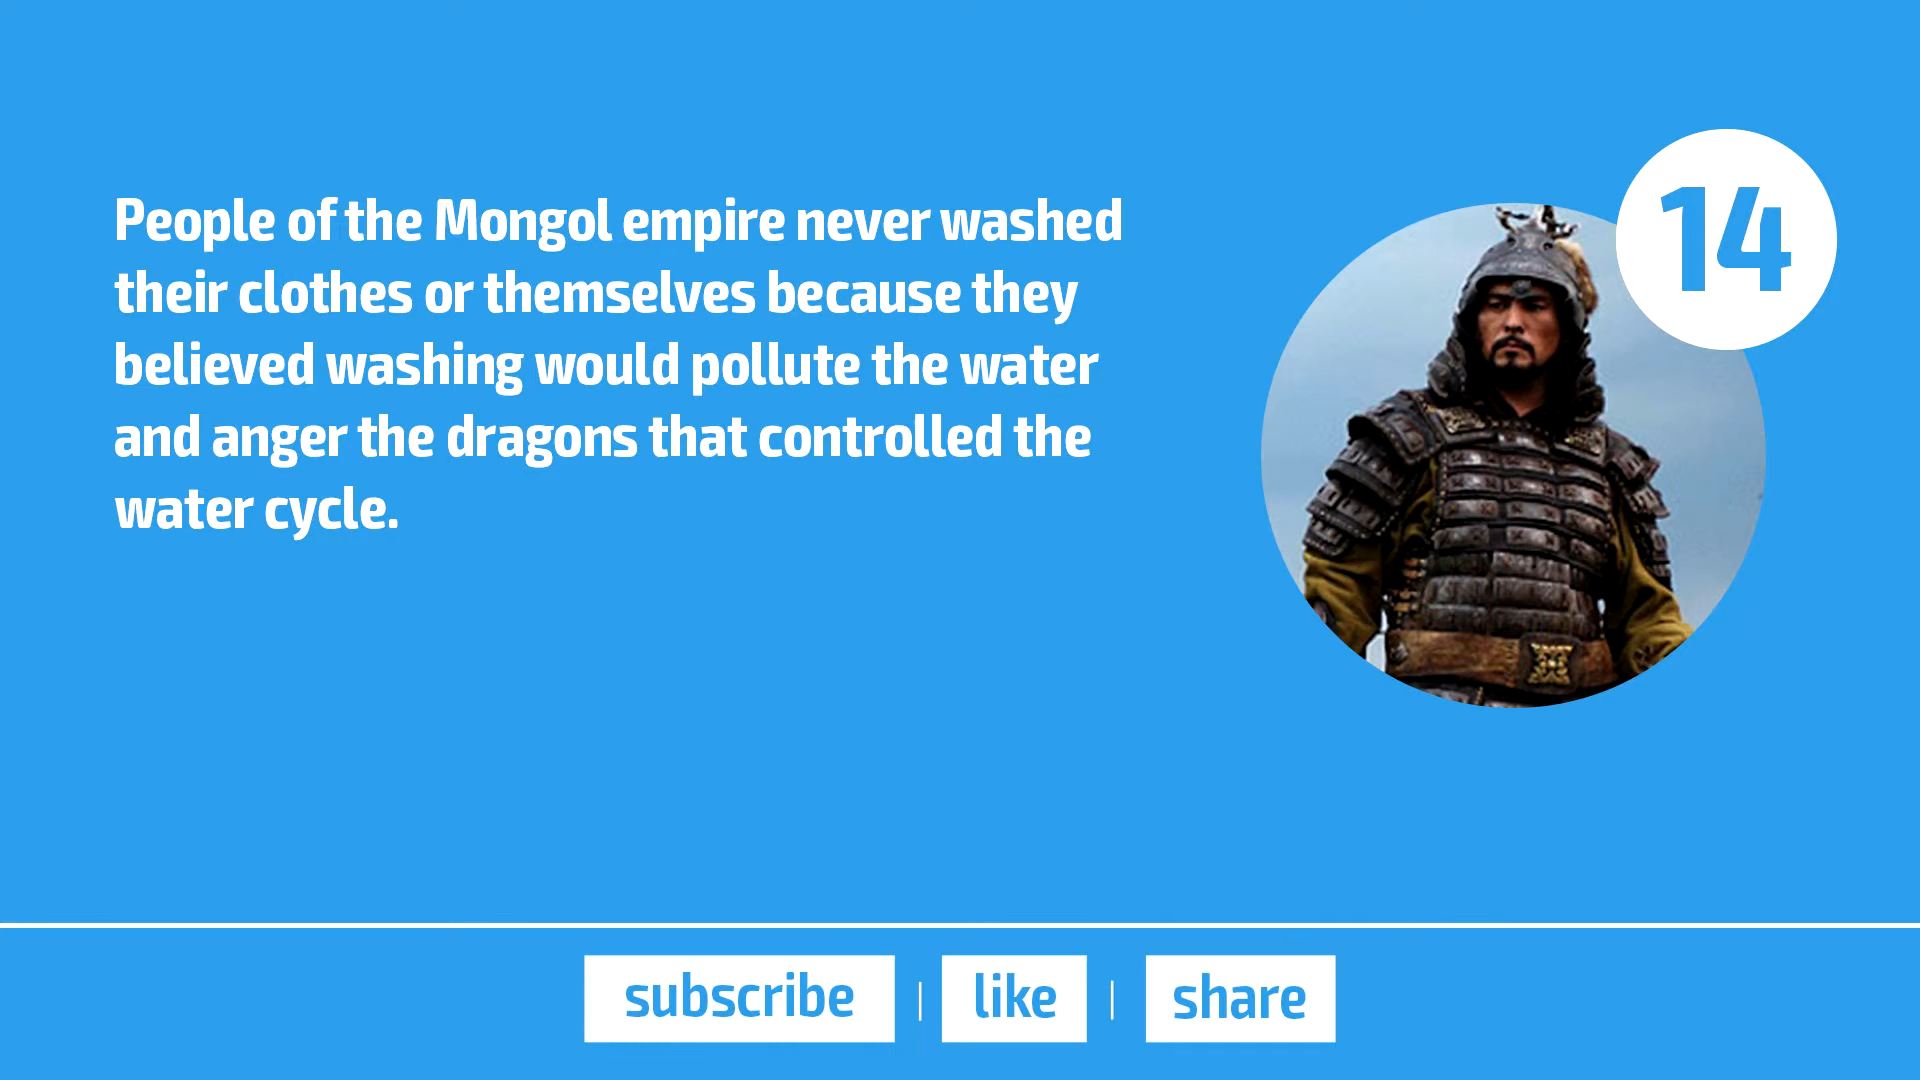 People of the Mongol empire never washed
their clothes or themselves because they
believed washing would pollute the water
and anger the dragons that controlled the
water cycle.
14
subscribe | like | share